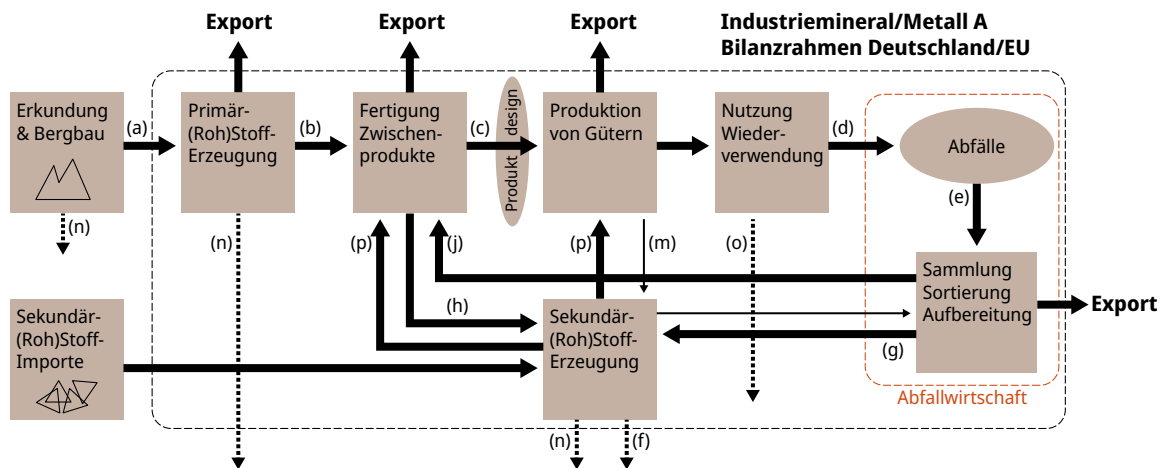 Export
Export
Export
Industriemineral/Metall A
Bilanzrahmen Deutschland/EU
Erkundung
& Bergbau
(a)
Primär-
(Roh)Stoff-
Erzeugung
(b)
Fertigung
Zwischen-
produkte
(c)
Produkt design
Produktion
von Gütern
Nutzung
Wieder-
verwendung
(d)
Abfälle
(e)
(n)
(n)
(p)
(j)
(p)
(m)
(o)
(h)
(g)
Sammlung
Sortierung
Aufbereitung
Export
Sekundär-
(Roh)Stoff-
Importe
Sekundär-
(Roh)Stoff-
Erzeugung
Abfallwirtschaft
(n)
(f)